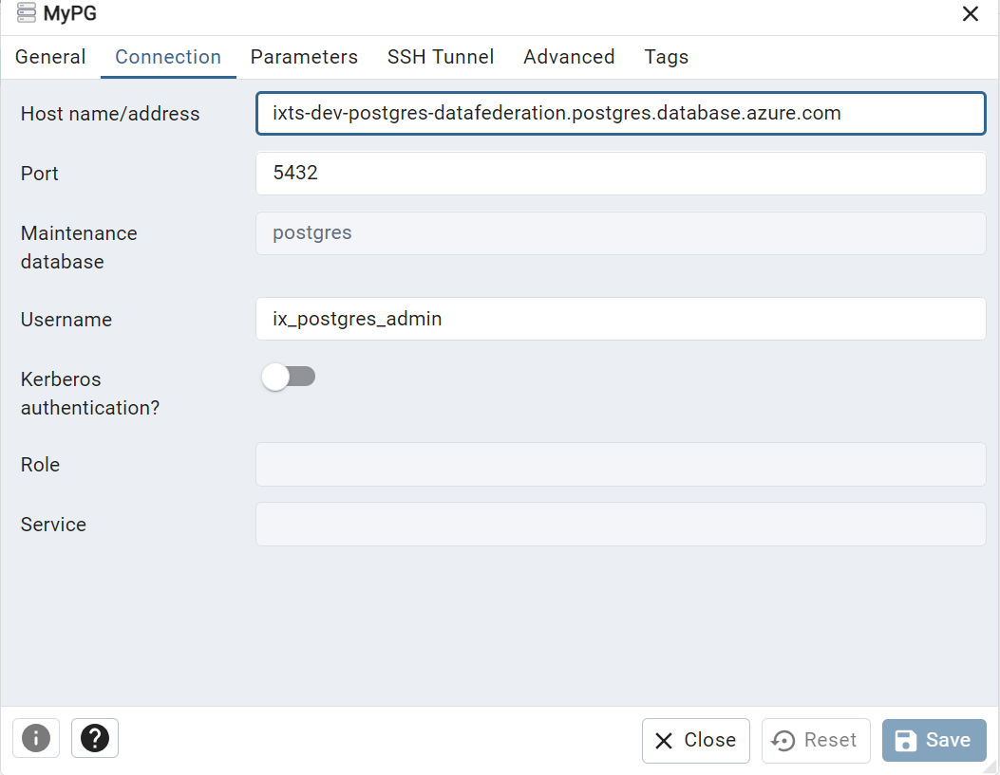 MyPG
General Connection Parameters SSH Tunnel Advanced Tags
Host name/address ixts-dev-postgres-datafederation.postgres.database.azure.com
Port 5432
Maintenance
database
postgres
Username ix_postgres_admin
Kerberos
authentication?
Role
Service
Close Reset Save